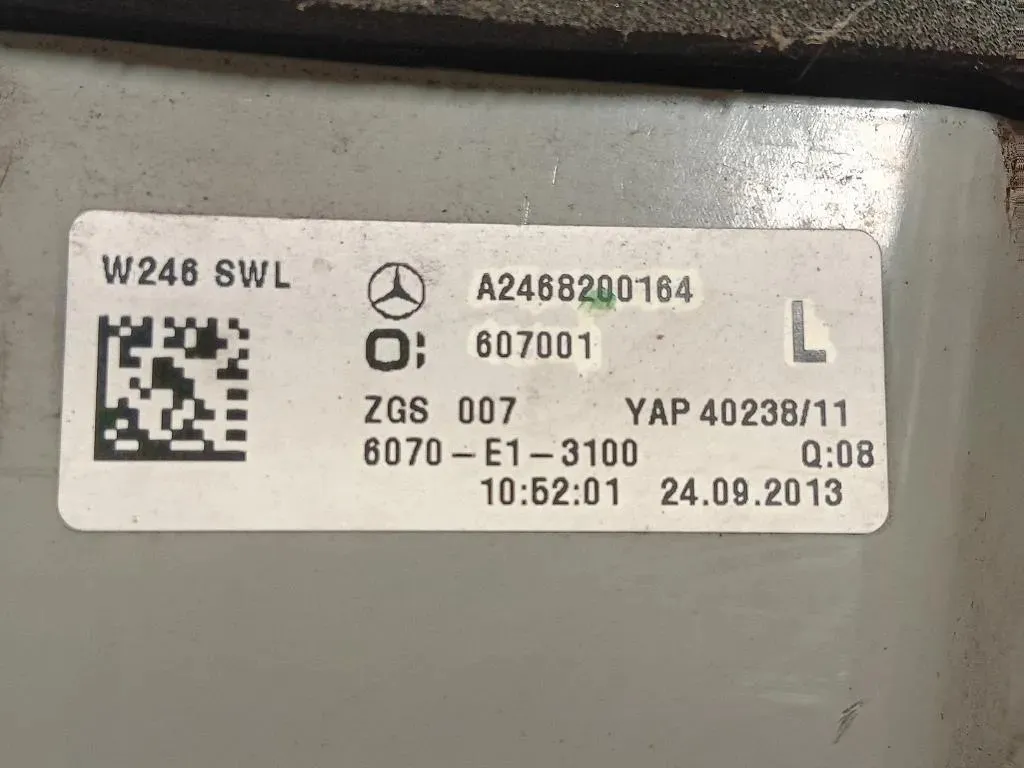 W246 SWL
A2468200164
607001
L
ZGS 007 YAP 40238/11
6070-E1-3100 Q:08
10:52:01 24.09.2013